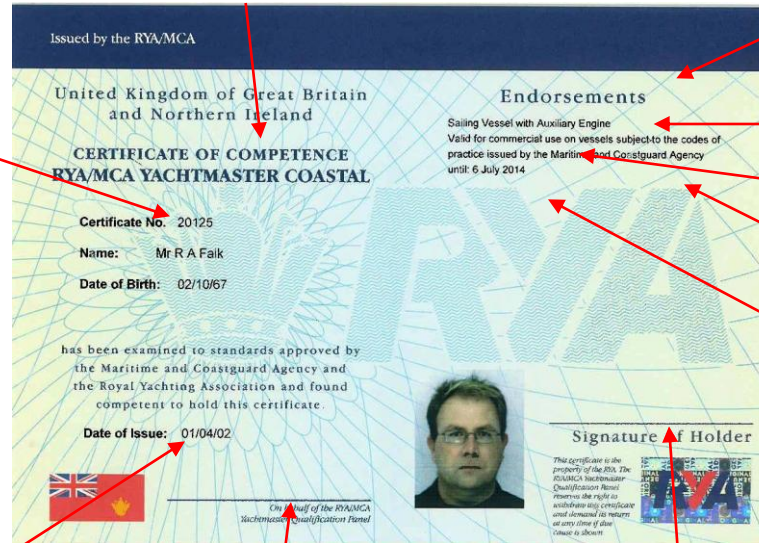 Issued by the RYA/MCA
United Kingdom of Great Britain
and Northern Ireland
CERTIFICATE OF COMPETENCE
RYA/MCA YACHTMASTER COASTAL
Certificate No. 20125
Name: Mr R A Falk
Date of Birth: 02/10/67
has been examined to standards approved by
the Maritime and Coastguard Agency and
the Royal Yachting Association and found
competent to hold this certificate.
Date of Issue: 01/04/02
On behalf of the RYA/MCA
Yachtmaster Qualification Panel
Endorsements
Sailing Vessel with Auxiliary Engine
Valid for commercial use on vessels subject to the codes of
practice issued by the Maritime and Coastguard Agency
until: 6 July 2014
RYA
Signature of Holder
This certificate is the
property of the RYA. The
RYA/MCA Yachtmaster
Qualification Panel
reserves the right to
withdraw this certificate
and demand its return
at any time if due
cause is shown
RYA